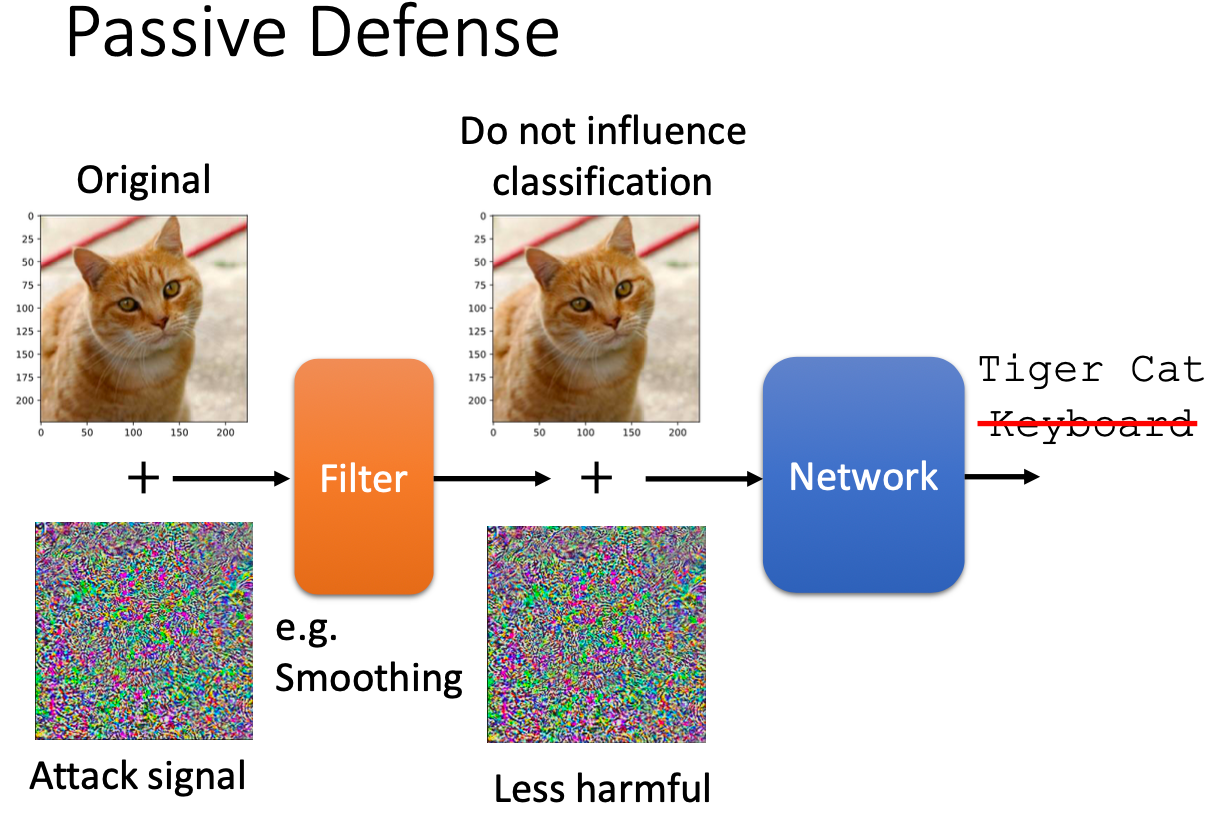 Passive Defense
Do not influence
classification
Original
0
25
50
75
100
125
150
175
200
0 50 100 150 200
0
25
50
75
100
125
150
175
200
0 50 100 150 200
Tiger Cat
Keyboard
+
Filter
+
Network
e.g.
Smoothing
Attack signal
Less harmful